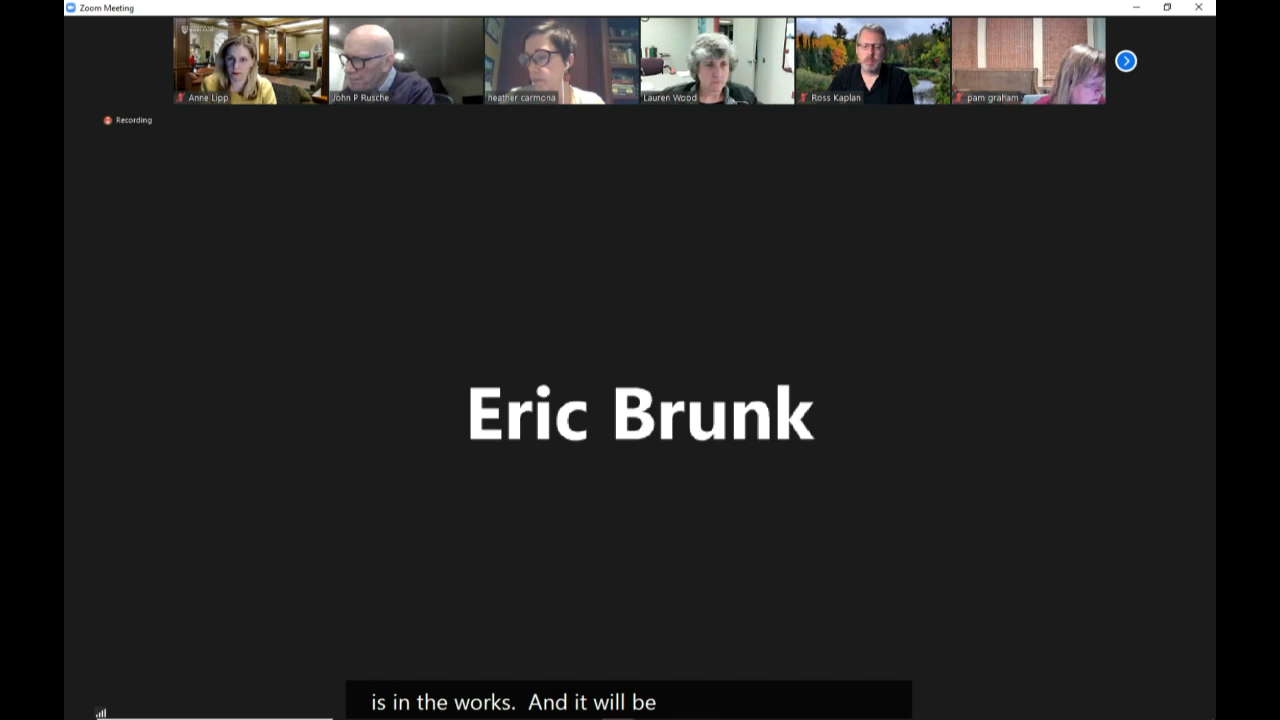 Zoom Meeting
Anne Lipp
John P Rusche
heather carmona
Lauren Wood
Ross Kaplan
pam graham
Recording
Eric Brunk
is in the works.  And it will be